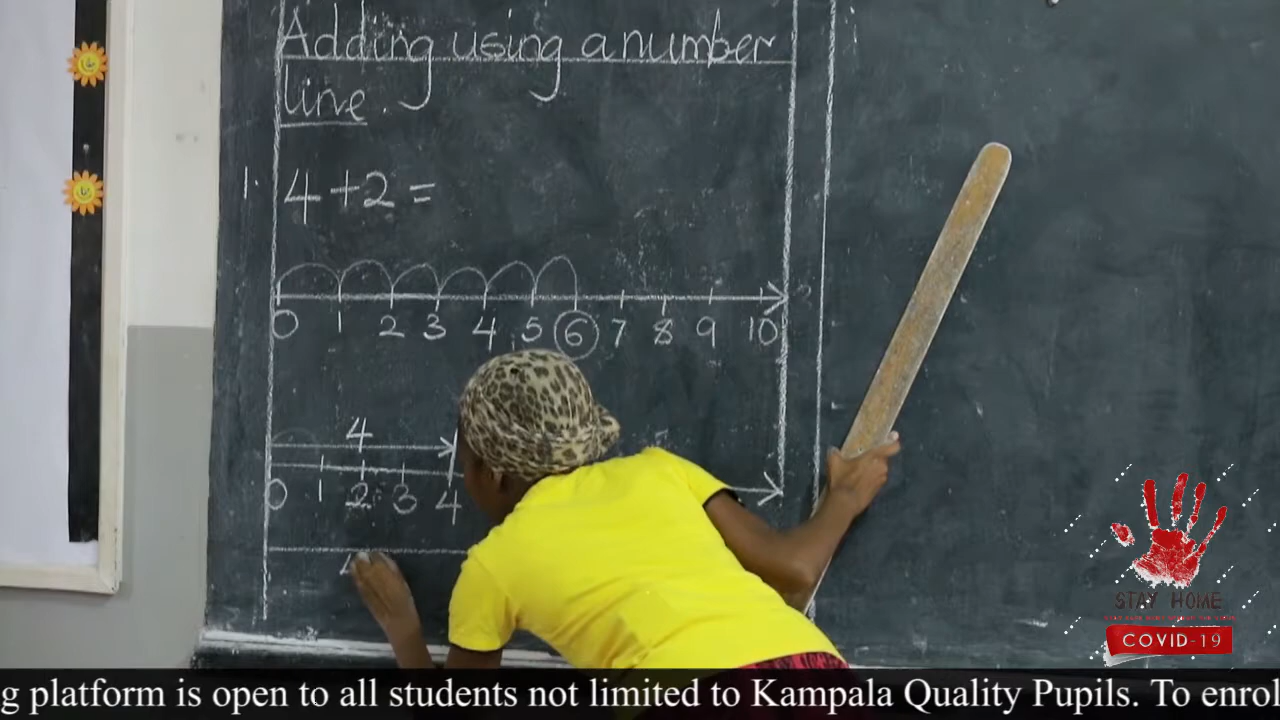 Adding using a number
line.
1. 4+2=
0 1 2 3 4 5 6 7 8 9 10
4
0 1 2 3 4
STAY HOME
COVID-19
g platform is open to all students not limited to Kampala Quality Pupils. To enrol